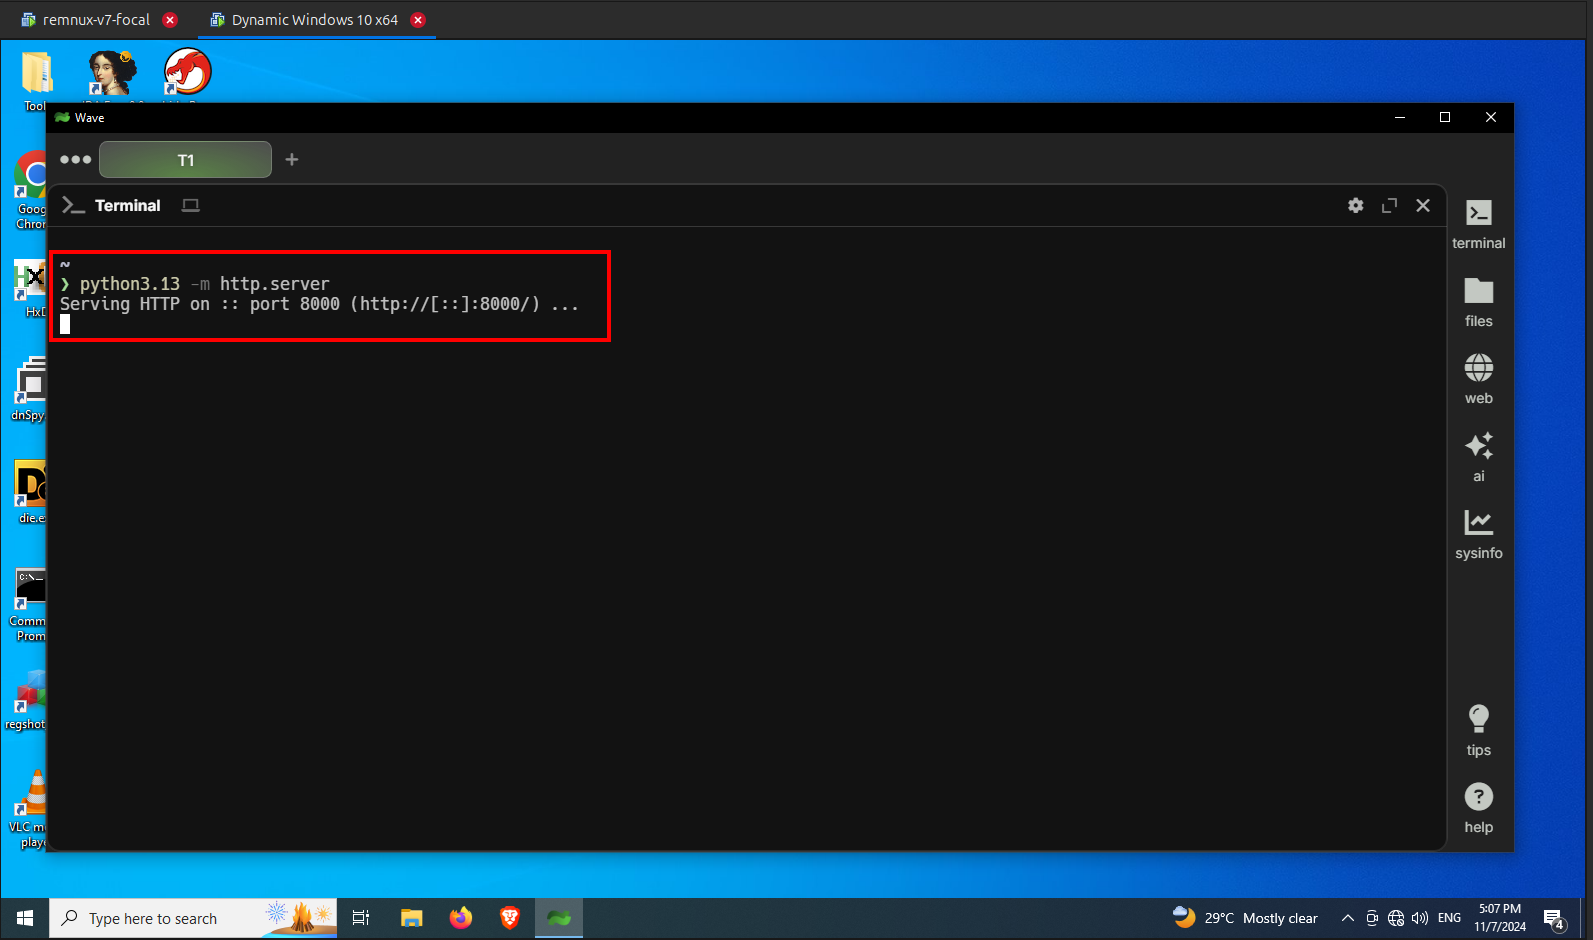 remnux-v7-focal
Dynamic Windows 10 x64
Tool
Wave
T1
Terminal
~
❯ python3.13 -m http.server
Serving HTTP on :: port 8000 (http://[::]:8000/) ...
terminal
files
web
ai
sysinfo
tips
help
Goog
Chror
HxD
dnSpy
die.ex
C:\_
Comm
Prom
regshot
VLC m
playe
Type here to search
29°C Mostly clear
ENG
5:07 PM
11/7/2024
4